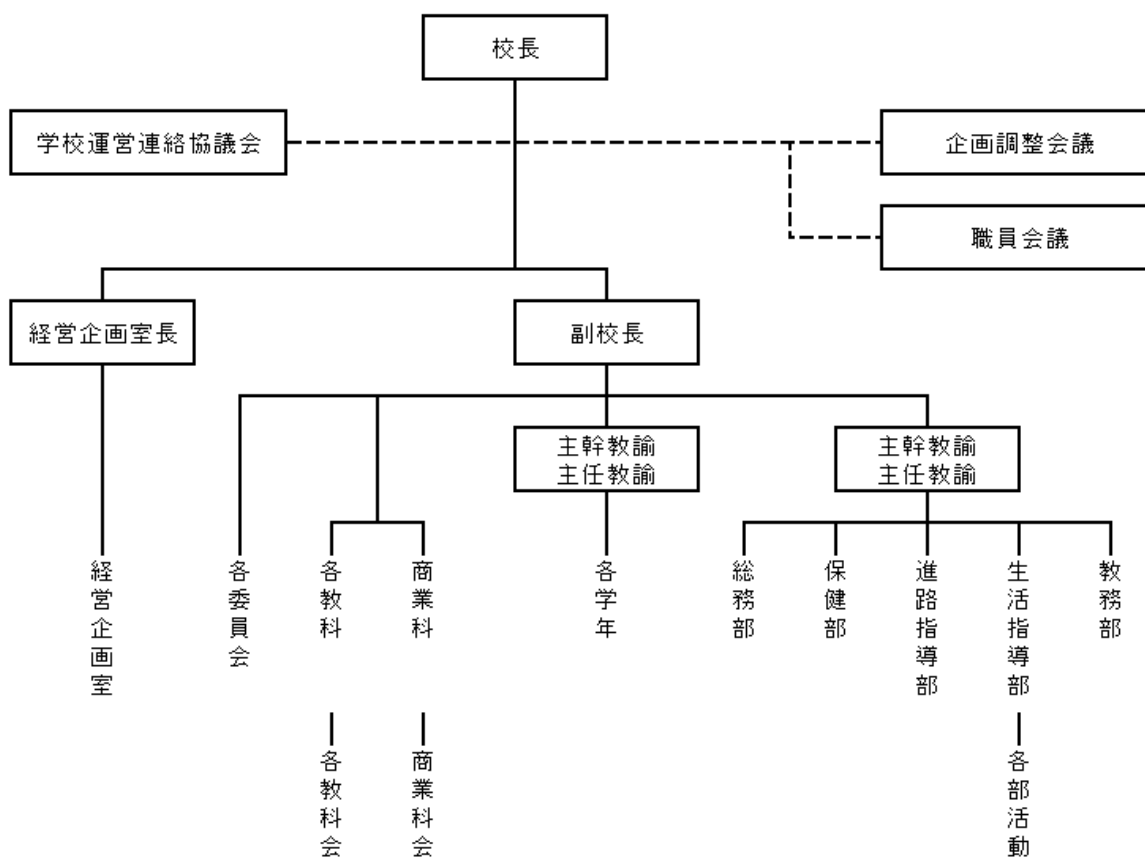 校長
学校運営連絡協議会
企画調整会議
職員会議
経営企画室長
副校長
主幹教諭
主任教諭
主幹教諭
主任教諭
経営企画室
各委員会
各教科
商業科
各学年
総務部
保健部
進路指導部
生活指導部
教務部
各教科会
商業科会
各部活動